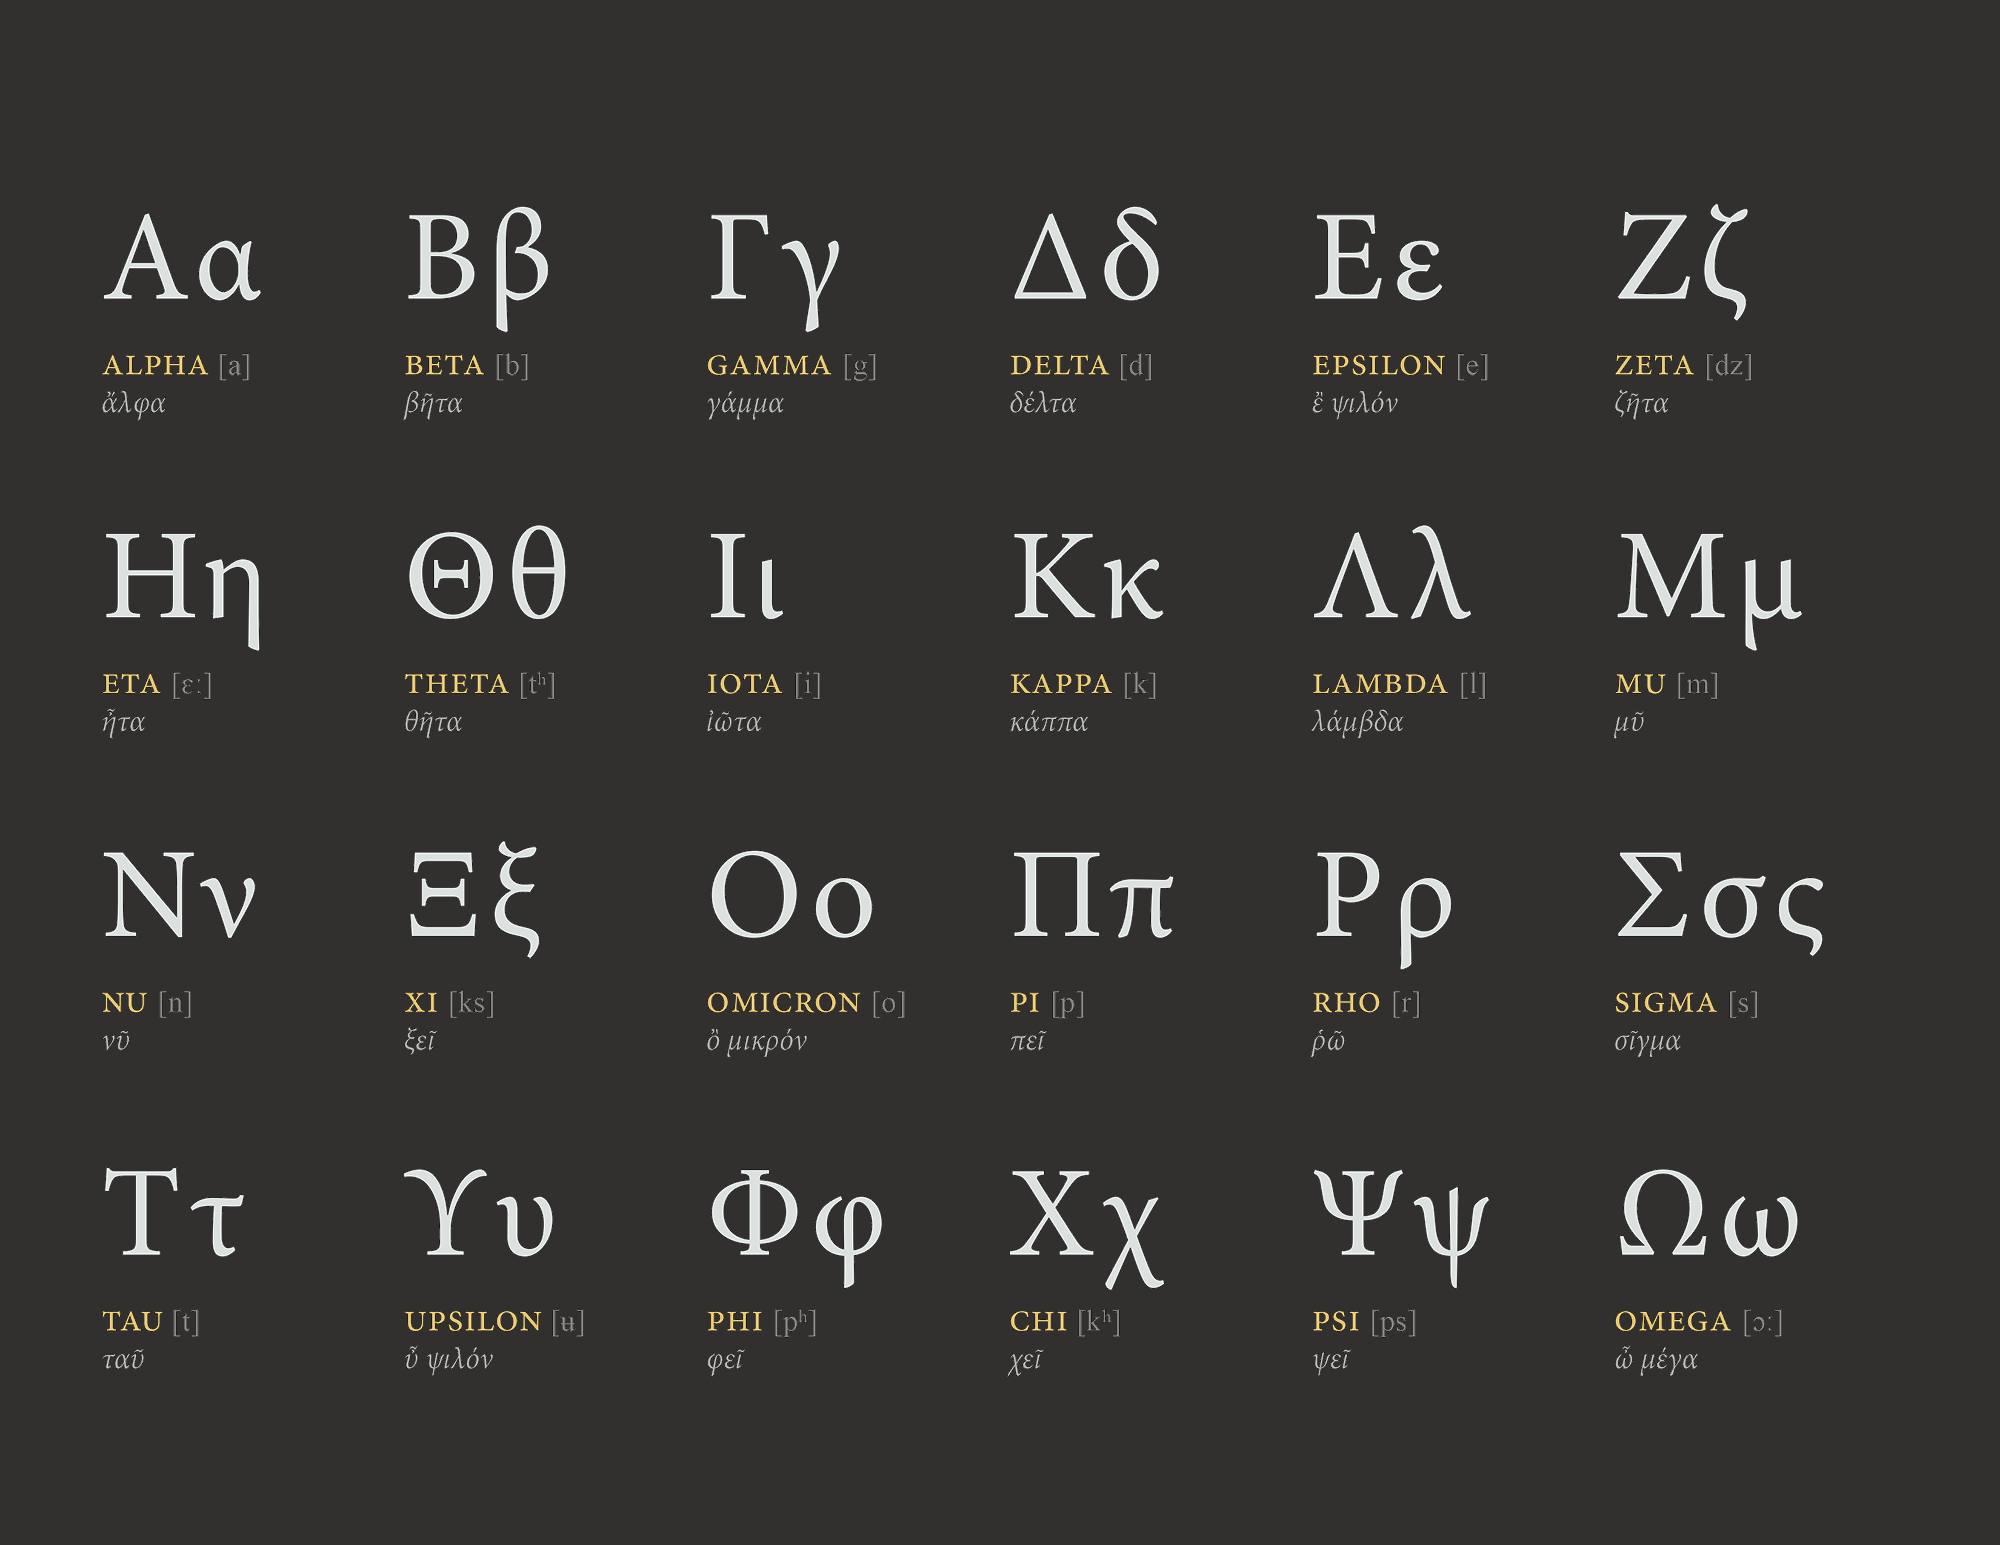 Αα Ββ Γγ Δδ Εε Ζζ
ALPHA [a] BETA [b] GAMMA [g] DELTA [d] EPSILON [e] ZETA [dz]
ἄλφα βῆτα γάμμα δέλτα ἒ ψιλόν ζῆτα
Ηη Θθ Ιι Κκ Λλ Μμ
ETA [ɛː] THETA [tʰ] IOTA [i] KAPPA [k] LAMBDA [l] MU [m]
ἦτα θῆτα ἰῶτα κάππα λάμβδα μῦ
Νν Ξξ Οο Ππ Ρρ Σσς
NU [n] XI [ks] OMICRON [o] PI [p] RHO [r] SIGMA [s]
νῦ ξεῖ ὂ μικρόν πεῖ ῥῶ σῖγμα
Ττ ϒυ Φφ Χχ Ψψ Ωω
TAU [t] UPSILON [ʉ] PHI [pʰ] CHI [kʰ] PSI [ps] OMEGA [ɔː]
ταῦ ὖ ψιλόν φεῖ χεῖ ψεῖ ὦ μέγα